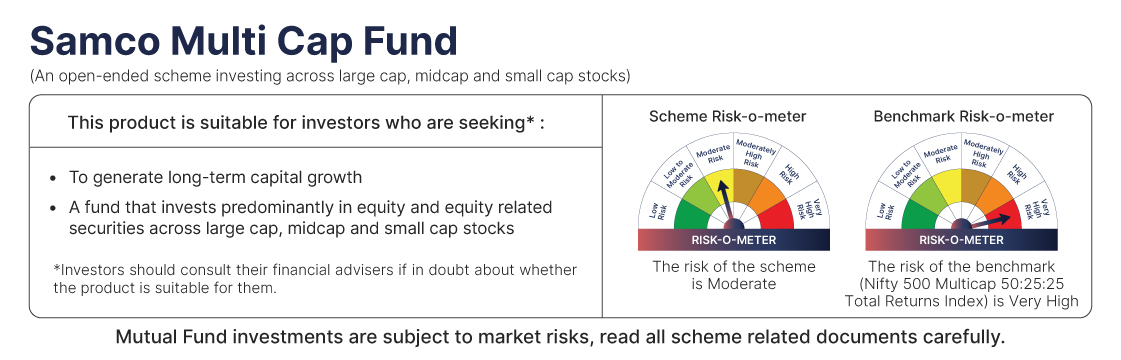 Samco Multi Cap Fund
(An open-ended scheme investing across large cap, midcap and small cap stocks)
This product is suitable for investors who are seeking* :
• To generate long-term capital growth
• A fund that invests predominantly in equity and equity related
securities across large cap, midcap and small cap stocks
*Investors should consult their financial advisers if in doubt about whether
the product is suitable for them.
Scheme Risk-o-meter
Low
Risk
Low to
Moderate
Risk
Moderate
Risk
Moderately
High
Risk
High
Risk
Very
High
Risk
RISK-O-METER
The risk of the scheme
is Moderate
Benchmark Risk-o-meter
Low
Risk
Low to
Moderate
Risk
Moderate
Risk
Moderately
High
Risk
High
Risk
Very
High
Risk
RISK-O-METER
The risk of the benchmark
(Nifty 500 Multicap 50:25:25
Total Returns Index) is Very High
Mutual Fund investments are subject to market risks, read all scheme related documents carefully.